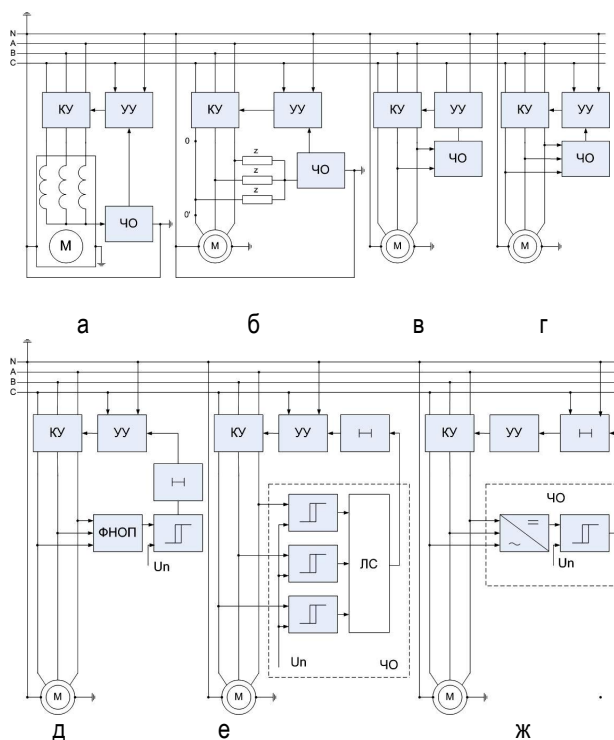 N
A
B
C
КУ
УУ
КУ
УУ
КУ
УУ
КУ
УУ
0
z
z
z
0'
ЧО
ЧО
ЧО
ЧО
М
М
М
М
а
б
в
г
N
A
B
C
КУ
УУ
КУ
УУ
КУ
УУ
ФНОП
Un
ЛС
Un
ЧО
ЧО
Un
М
М
М
д
е
ж